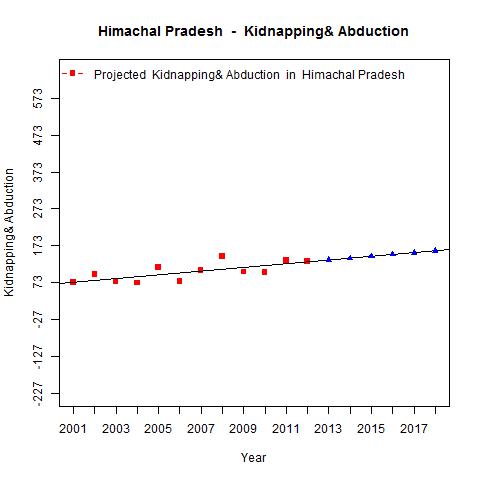 Himachal Pradesh - Kidnapping& Abduction
Projected Kidnapping& Abduction in Himachal Pradesh
573
473
373
273
173
73
-27
-127
-227
Kidnapping& Abduction
2001 2003 2005 2007 2009 2011 2013 2015 2017
Year